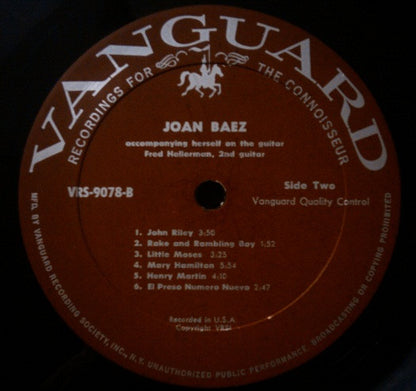 VANGUARD
RECORDINGS FOR THE CONNOISSEUR
JOAN BAEZ
accompanying herself on the guitar
Fred Hellerman, 2nd guitar
VRS-9078-B
Side Two
Vanguard Quality Control
1. John Riley 3:50
2. Rake and Rambling Boy 1:52
3. Little Moses 3:25
4. Mary Hamilton 5:54
5. Henry Martin 4:10
6. El Preso Numero Nueve 2:47
Recorded in U.S.A.
Copyright VRSI
MFG. BY VANGUARD RECORDING SOCIETY, INC., N.Y. UNAUTHORIZED PUBLIC PERFORMANCE, BROADCASTING OR COPYING PROHIBITED